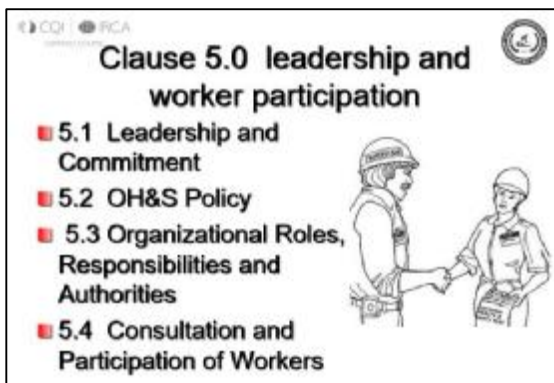 CQI IRCA
Clause 5.0 leadership and
worker participation
5.1 Leadership and
Commitment
5.2 OH&S Policy
5.3 Organizational Roles,
Responsibilities and
Authorities
5.4 Consultation and
Participation of Workers